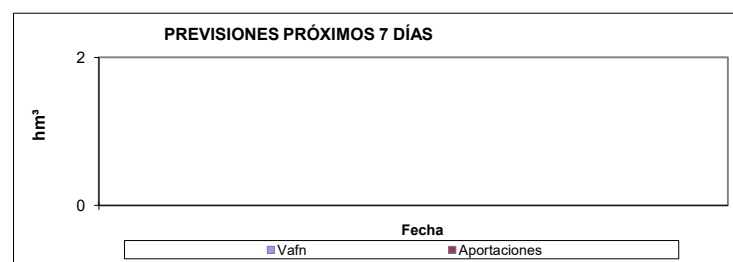 PREVISIONES PRÓXIMOS 7 DÍAS
2
hm³
0
Fecha
Vafn Aportaciones